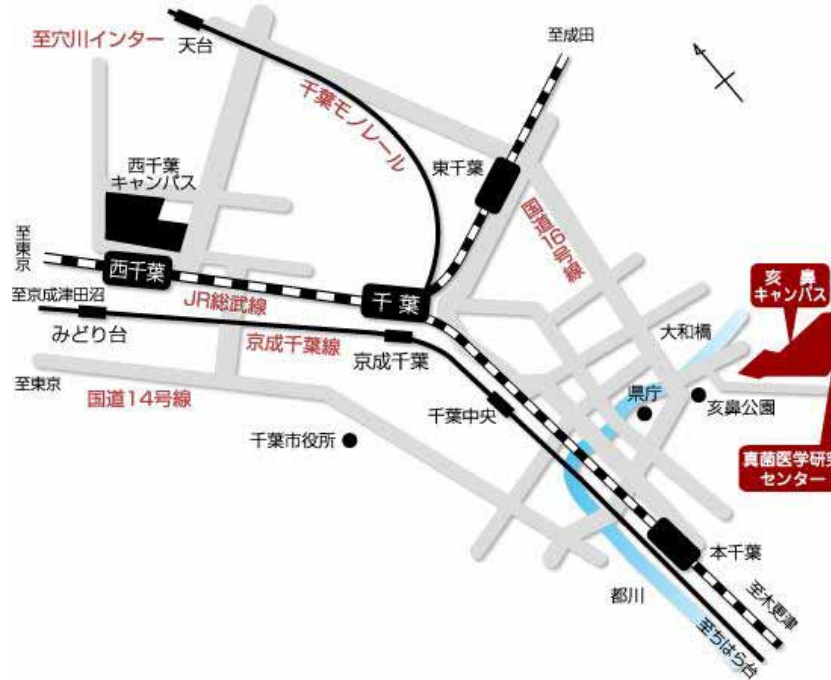 至穴川インター
天台
千葉モノレール
至成田
東千葉
国道16号線
西千葉
キャンパス
至東京
西千葉
千葉
JR総武線
至京成津田沼
みどり台
京成千葉線
京成千葉
至東京
国道14号線
千葉市役所
千葉中央
大和橋
亥鼻
キャンパス
県庁
亥鼻公園
真菌医学研究
センター
本千葉
都川
至木更津
至ちはら台